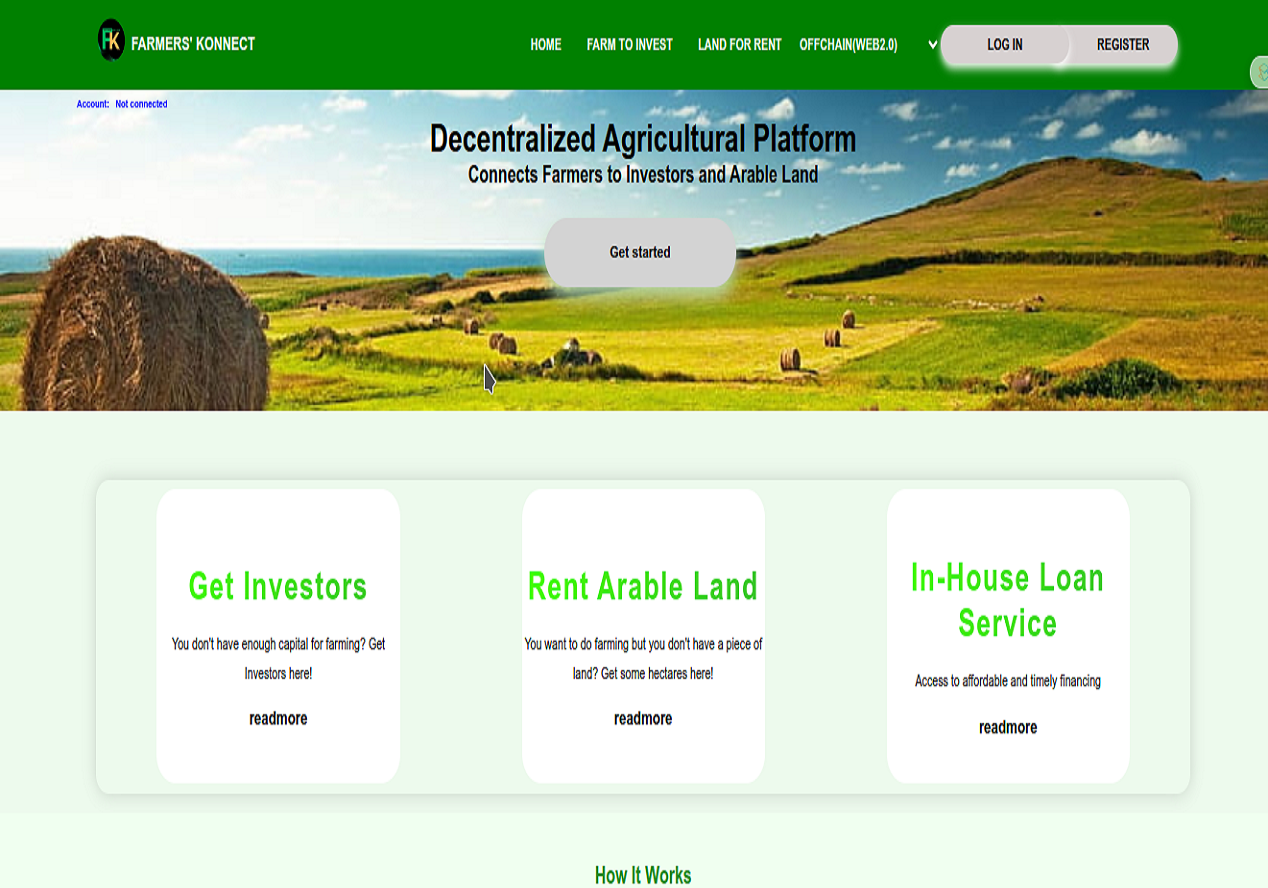 FK FARMERS' KONNECT
HOME FARM TO INVEST LAND FOR RENT OFFCHAIN(WEB2.0) LOG IN REGISTER
Account: Not connected
Decentralized Agricultural Platform
Connects Farmers to Investors and Arable Land
Get started
Get Investors
You don't have enough capital for farming? Get
Investors here!
readmore
Rent Arable Land
You want to do farming but you don't have a piece of
land? Get some hectares here!
readmore
In-House Loan
Service
Access to affordable and timely financing
readmore
How It Works